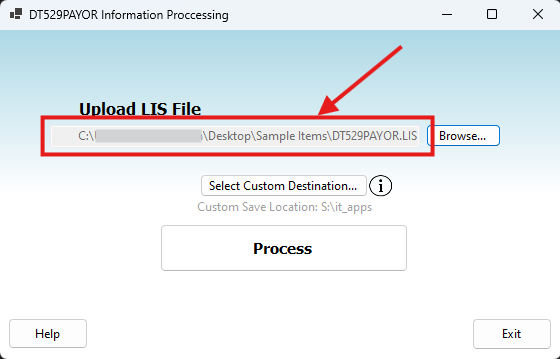 DT529PAYOR Information Proccessing
Upload LIS File
C:\ \Desktop\Sample Items\DT529PAYOR.LIS
Browse...
Select Custom Destination...
Custom Save Location: S:\it_apps
Process
Help
Exit